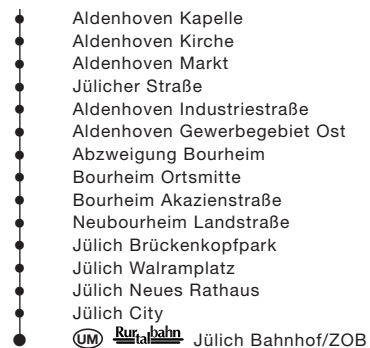 Aldenhoven Kapelle
Aldenhoven Kirche
Aldenhoven Markt
Jülicher Straße
Aldenhoven Industriestraße
Aldenhoven Gewerbegebiet Ost
Abzweigung Bourheim
Bourheim Ortsmitte
Bourheim Akazienstraße
Neubourheim Landstraße
Jülich Brückenkopfpark
Jülich Walramplatz
Jülich Neues Rathaus
Jülich City
UM Rurtalbahn Jülich Bahnhof/ZOB